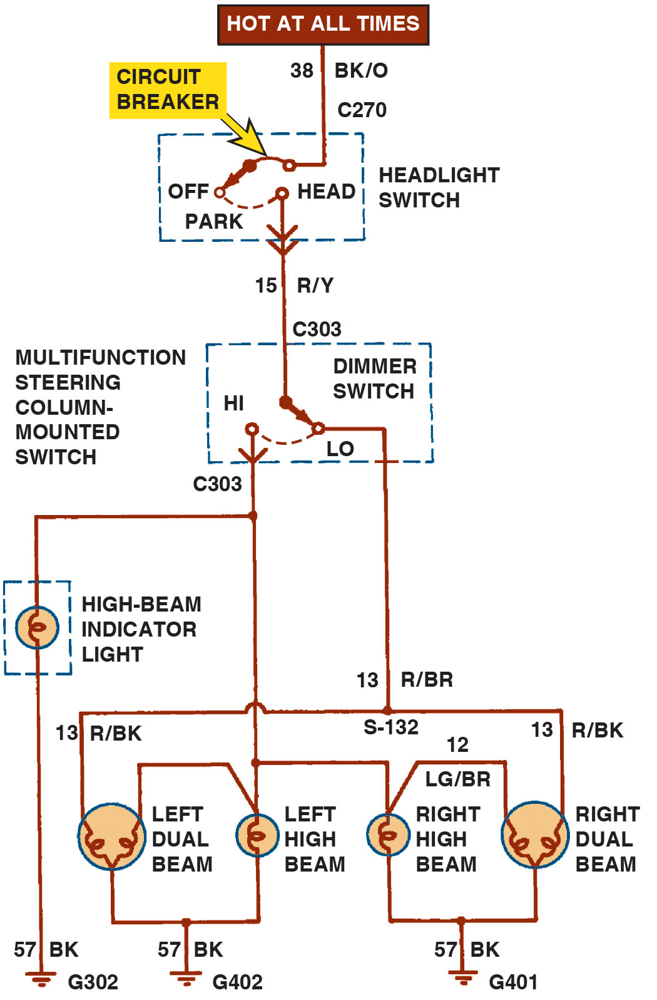 HOT AT ALL TIMES
38 BK/O
CIRCUIT
BREAKER
C270
HEADLIGHT
SWITCH
OFF
HEAD
PARK
15 R/Y
C303
MULTIFUNCTION
STEERING
COLUMN-
MOUNTED
SWITCH
DIMMER
SWITCH
HI
LO
C303
HIGH-BEAM
INDICATOR
LIGHT
13 R/BR
S-132
13 R/BK
13 R/BK
12
LG/BR
LEFT
DUAL
BEAM
LEFT
HIGH
BEAM
RIGHT
HIGH
BEAM
RIGHT
DUAL
BEAM
57 BK
57 BK
57 BK
G302
G402
G401